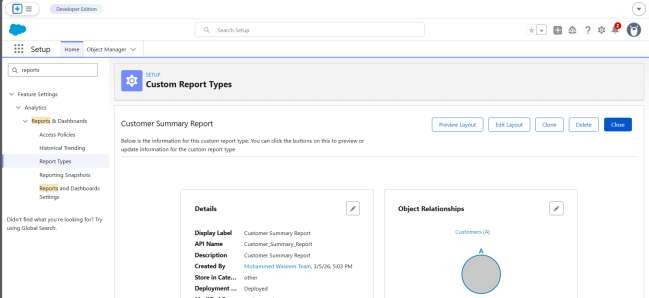 Developer Edition
2
Search Setup
Setup
Home
Object Manager
reports
Feature Settings
Analytics
Reports & Dashboards
Access Policies
Historical Trending
Report Types
Reporting Snapshots
Reports and Dashboards
Settings
Didn't find what you're looking for? Try
using Global Search.
SETUP
Custom Report Types
Customer Summary Report
Preview Layout
Edit Layout
Clone
Delete
Close
Below is the information for this custom report type. You can click the buttons on this to preview or
update information for the custom report type
Details
Display Label Customer Summary Report
API Name Customer_Summary_Report
Description Customer Summary Report
Created By Mohammed Waseem Team, 3/5/26, 5:03 PM
Store in Cate... other
Deployment ... Deployed
Object Relationships
Customers (A)
A